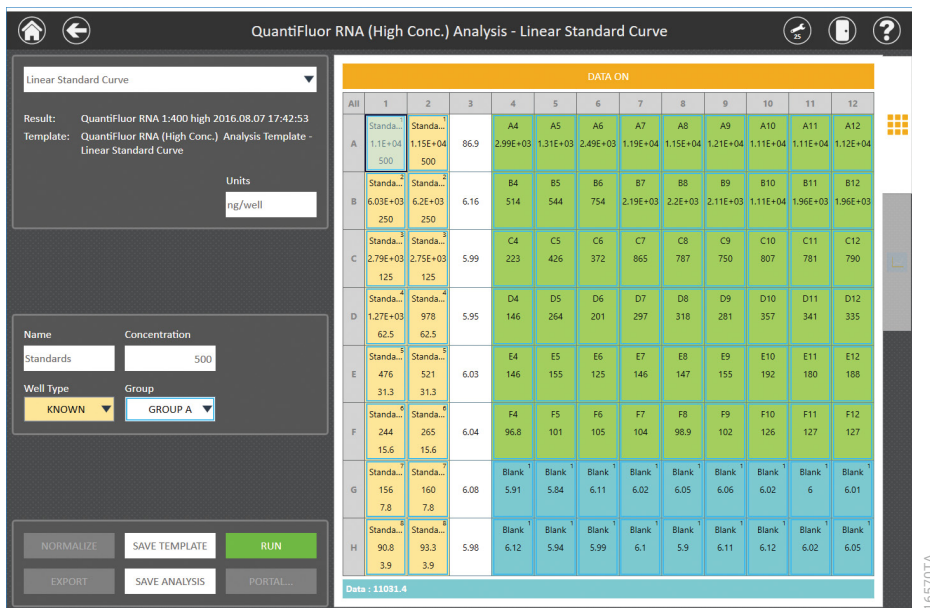 QuantiFluor RNA (High Conc.) Analysis - Linear Standard Curve
25
?
Linear Standard Curve
Result: QuantiFluor RNA 1:400 high 2016.08.07 17:42:53
Template: QuantiFluor RNA (High Conc.) Analysis Template -
Linear Standard Curve
Units
ng/well
Name Concentration
Standards 500
Well Type Group
KNOWN GROUP A
NORMALIZE SAVE TEMPLATE RUN
EXPORT SAVE ANALYSIS PORTAL...
DATA ON
All 1 2 3 4 5 6 7 8 9 10 11 12
Standa... 1 Standa... 1 A4 A5 A6 A7 A8 A9 A10 A11 A12
A 1.1E+04 1.15E+04 86.9 2.99E+03 1.31E+03 2.49E+03 1.19E+04 1.15E+04 1.21E+04 1.11E+04 1.11E+04 1.12E+04
500 500
Standa... 2 Standa... 2 B4 B5 B6 B7 B8 B9 B10 B11 B12
B 6.03E+03 6.2E+03 6.16 514 544 754 2.19E+03 2.2E+03 2.11E+03 1.11E+04 1.96E+03 1.96E+03
250 250
Standa... 3 Standa... 3 C4 C5 C6 C7 C8 C9 C10 C11 C12
C 2.79E+03 2.75E+03 5.99 223 426 372 865 787 750 807 781 790
125 125
Standa... 4 Standa... 4 D4 D5 D6 D7 D8 D9 D10 D11 D12
D 1.27E+03 978 5.95 146 264 201 297 318 281 357 341 335
62.5 62.5
Standa... 5 Standa... 5 E4 E5 E6 E7 E8 E9 E10 E11 E12
E 476 521 6.03 146 155 125 146 147 155 192 180 188
31.3 31.3
Standa... 6 Standa... 6 F4 F5 F6 F7 F8 F9 F10 F11 F12
F 244 265 6.04 96.8 101 105 104 98.9 102 126 127 127
15.6 15.6
Standa... 7 Standa... 7 Blank 1 Blank 1 Blank 1 Blank 1 Blank 1 Blank 1 Blank 1 Blank 1 Blank 1
G 156 160 6.08 5.91 5.84 6.11 6.02 6.05 6.06 6.02 6 6.01
7.8 7.8
Standa... 8 Standa... 8 Blank 1 Blank 1 Blank 1 Blank 1 Blank 1 Blank 1 Blank 1 Blank 1 Blank 1
H 90.8 93.3 5.98 6.12 5.94 5.99 6.1 5.9 6.11 6.12 6.02 6.05
3.9 3.9
Data : 11031.4
16570TA